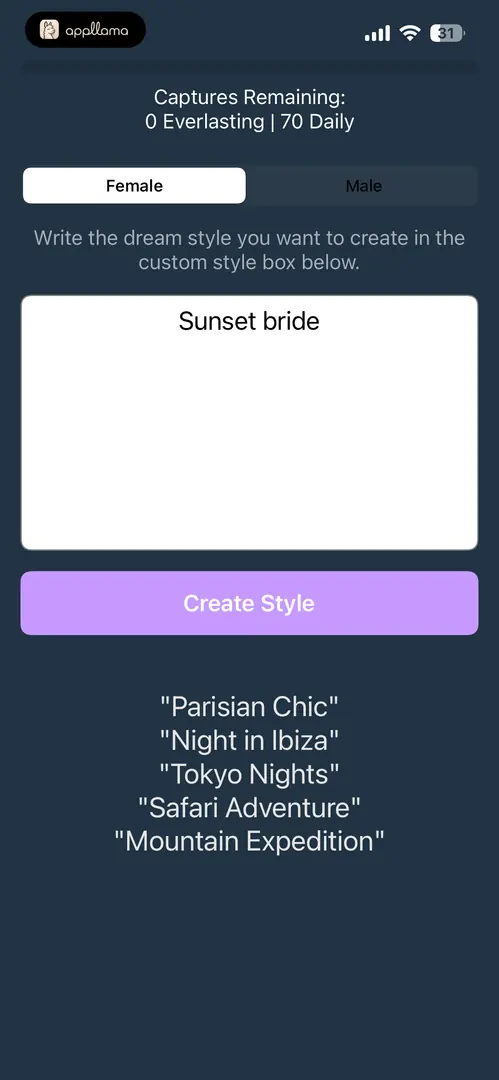 appllama
31
Captures Remaining:
0 Everlasting | 70 Daily
Female
Male
Write the dream style you want to create in the
custom style box below.
Sunset bride
Create Style
"Parisian Chic"
"Night in Ibiza"
"Tokyo Nights"
"Safari Adventure"
"Mountain Expedition"